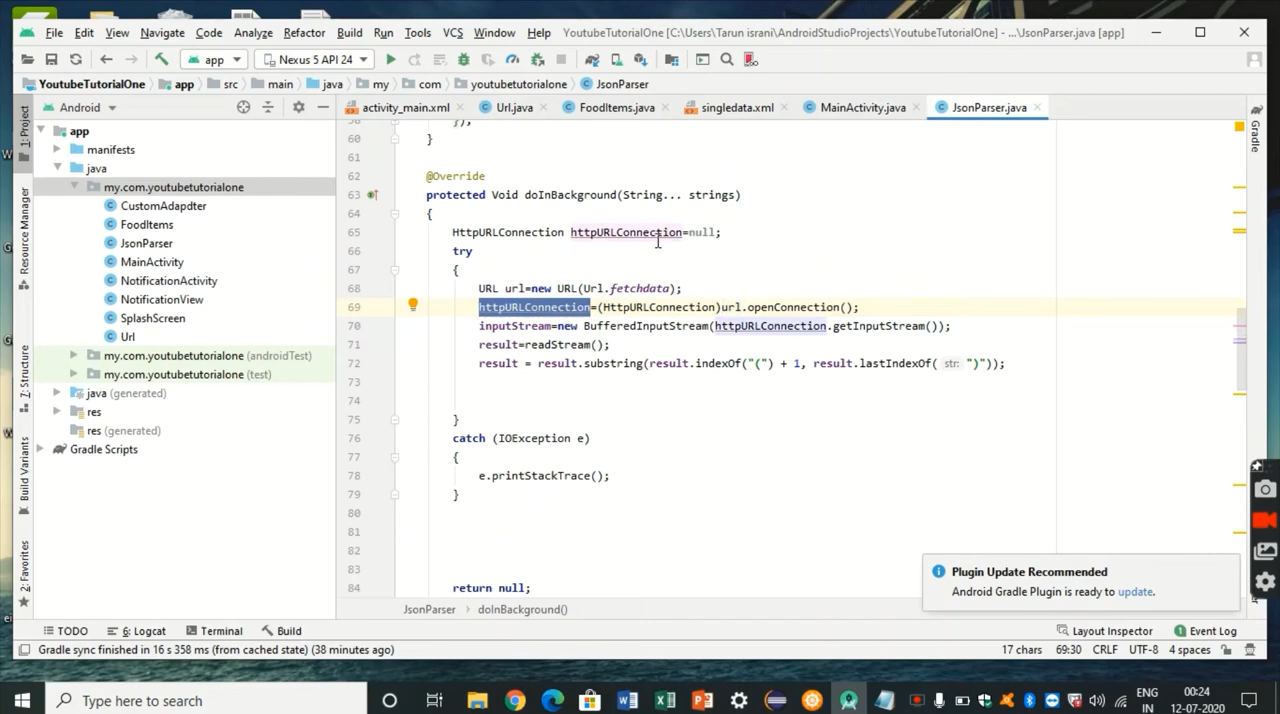 File Edit View Navigate Code Analyze Refactor Build Run Tools VCS Window Help YoutubeTutorialOne [C:\Users\Tarun israni\AndroidStudioProjects\YoutubeTutorialOne] - ...\JsonParser.java [app]
app Nexus 5 API 24
YoutubeTutorialOne app src main java my com youtubetutorialone JsonParser
Android activity_main.xml Url.java FoodItems.java singledata.xml MainActivity.java JsonParser.java
1: Project
Resource Manager
Z: Structure
Build Variants
2: Favorites
app
manifests
java
my.com.youtubetutorialone
CustomAdapdter
FoodItems
JsonParser
MainActivity
NotificationActivity
NotificationView
SplashScreen
Url
my.com.youtubetutorialone (androidTest)
my.com.youtubetutorialone (test)
java (generated)
res
res (generated)
Gradle Scripts
});
60 }
61
62 @Override
63 protected Void doInBackground(String... strings)
64 {
65 HttpURLConnection httpURLConnection=null;
66 try
67 {
68 URL url=new URL(Url.fetchdata);
69 httpURLConnection=(HttpURLConnection)url.openConnection();
70 inputStream=new BufferedInputStream(httpURLConnection.getInputStream());
71 result=readStream();
72 result = result.substring(result.indexOf("(") + 1, result.lastIndexOf( str: ")"));
73
74
75 }
76 catch (IOException e)
77 {
78 e.printStackTrace();
79 }
80
81
82
83
84 return null;
Gradle
Plugin Update Recommended
Android Gradle Plugin is ready to update.
JsonParser doInBackground()
TODO 6: Logcat Terminal Build Layout Inspector Event Log
Gradle sync finished in 16 s 358 ms (from cached state) (38 minutes ago) 17 chars 69:30 CRLF UTF-8 4 spaces
Type here to search
ENG 00:24
IN 12-07-2020